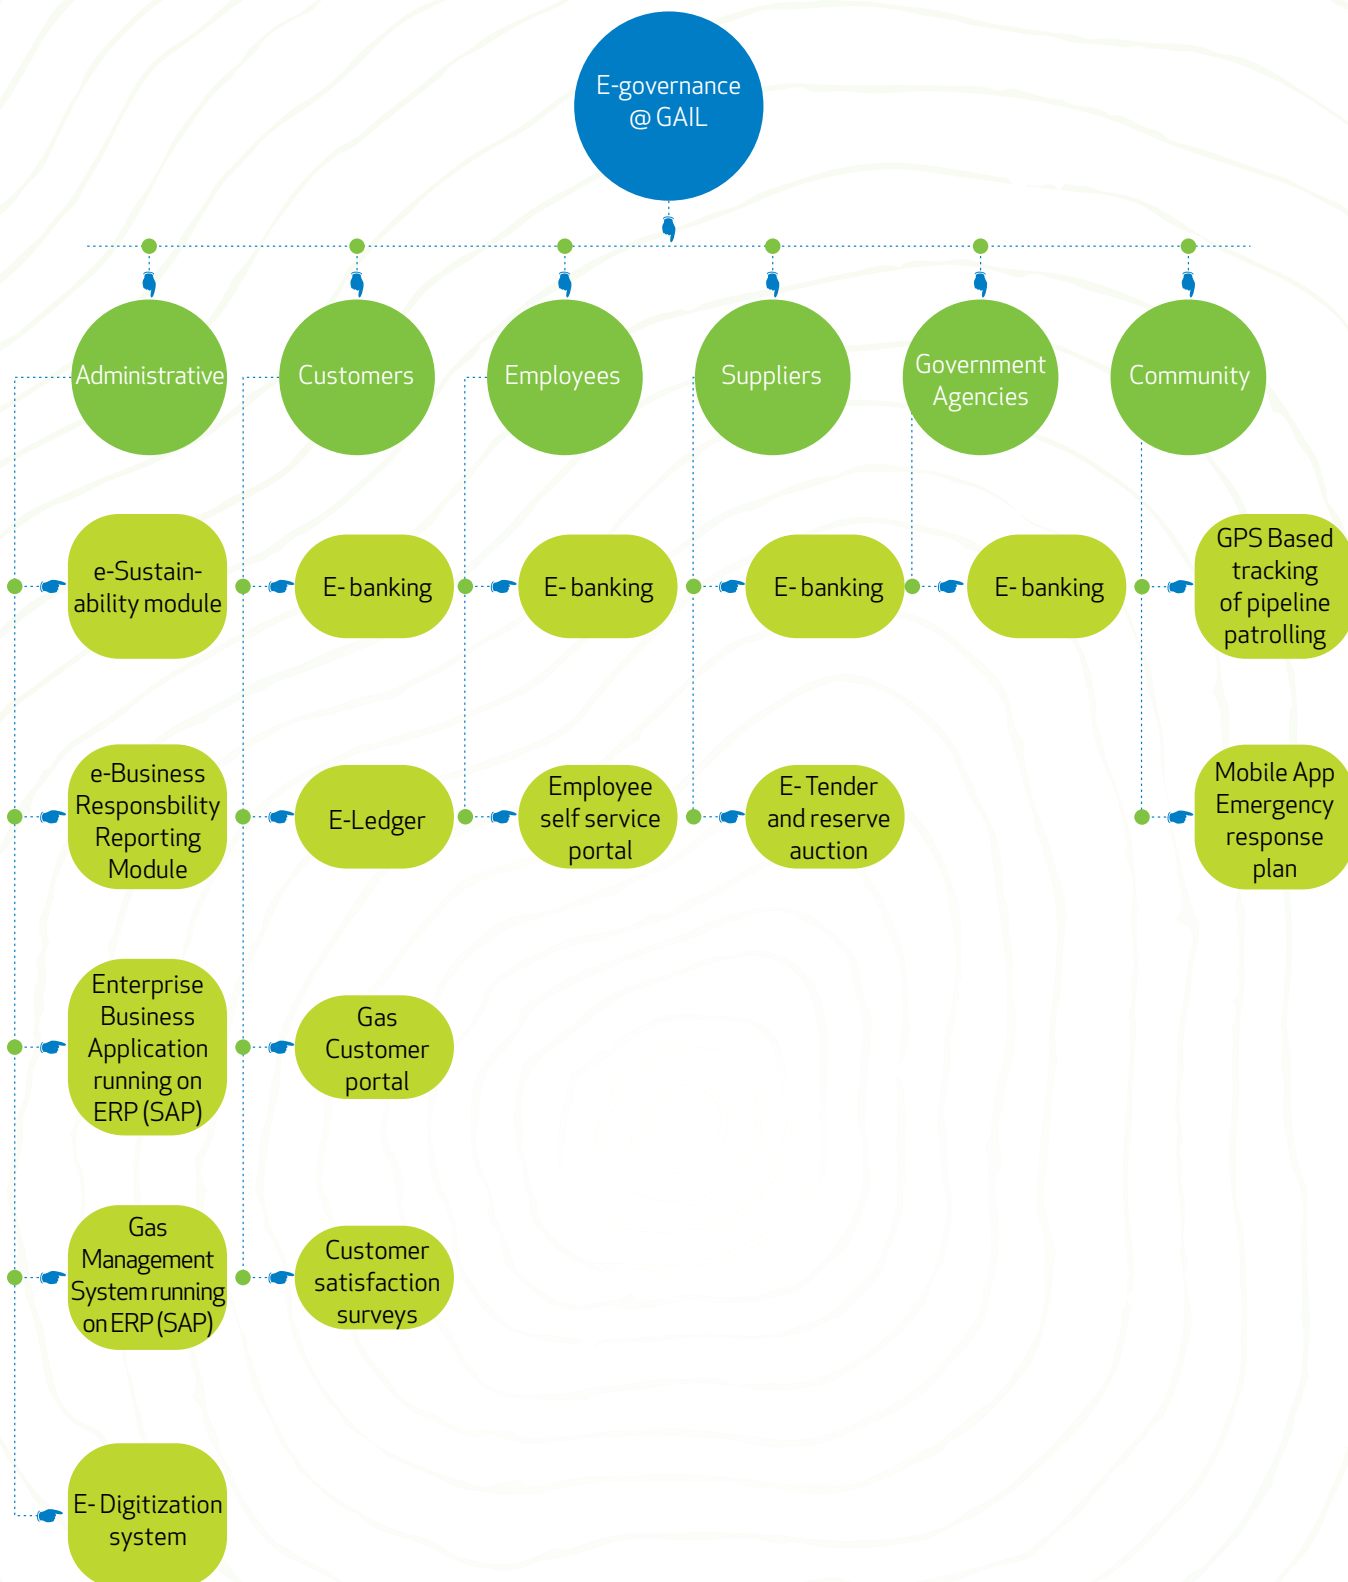 E-governance
@ GAIL
Administrative
Customers
Employees
Suppliers
Government
Agencies
Community
e-Sustain-
ability module
E- banking
E- banking
E- banking
E- banking
GPS Based
tracking
of pipeline
patrolling
e-Business
Responsbility
Reporting
Module
E-Ledger
Employee
self service
portal
E- Tender
and reserve
auction
Mobile App
Emergency
response
plan
Enterprise
Business
Application
running on
ERP (SAP)
Gas
Customer
portal
Gas
Management
System running
on ERP (SAP)
Customer
satisfaction
surveys
E- Digitization
system